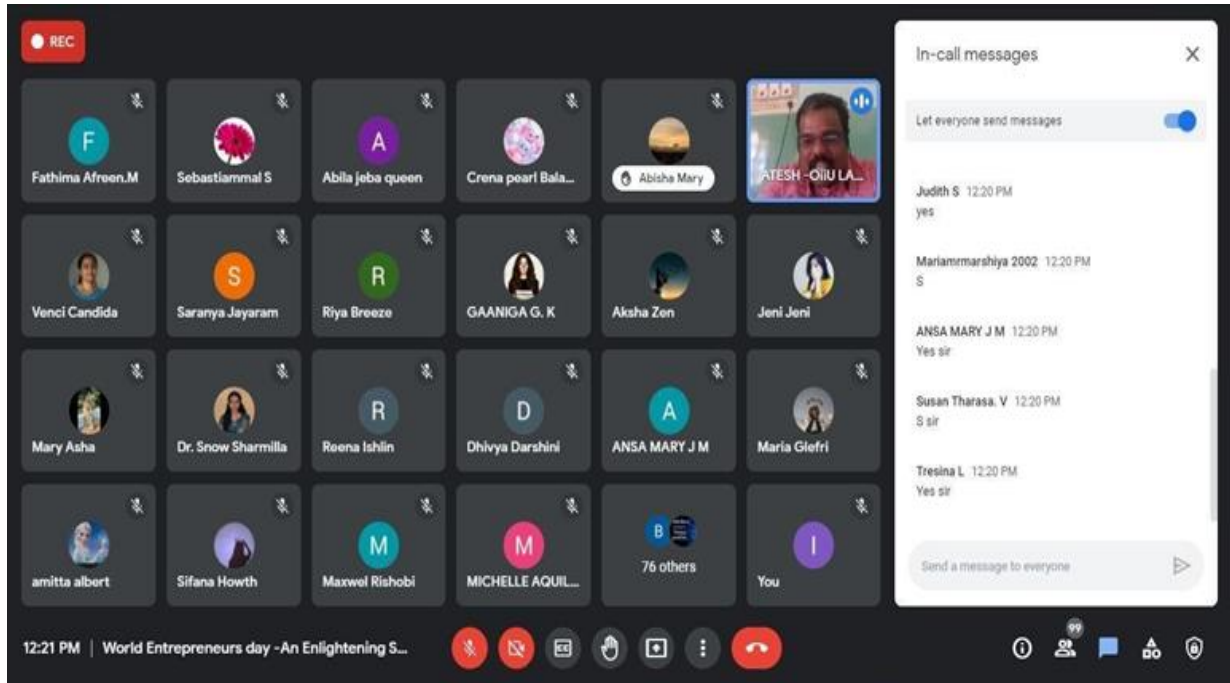 REC
F
Fathima Afreen.M
Sebastiammal S
A
Abila jeba queen
Crena pearl Bala...
Abisha Mary
ATESH -OiiU LA...
Venci Candida
S
Saranya Jayaram
R
Riya Breezo
GAANIGA G. K
Aksha Zen
Jeni Jeni
Mary Asha
Dr. Snow Sharmilla
R
Reena Ishlin
D
Dhivya Darshini
A
ANSA MARY J M
Maria Glefri
amitta albert
Sifana Howth
M
Maxwel Rishobi
M
MICHELLE AQUIL...
B
76 others
I
You
12:21 PM | World Entrepreneurs day -An Enlightening S...
CC
99
In-call messages
Let everyone send messages
Judith S 12:20 PM
yes
Mariamrmarshiya 2002 12:20 PM
S
ANSA MARY J M 12:20 PM
Yes sir
Susan Tharasa. V 12:20 PM
S sir
Tresina L 12:20 PM
Yes sir
Send a message to everyone